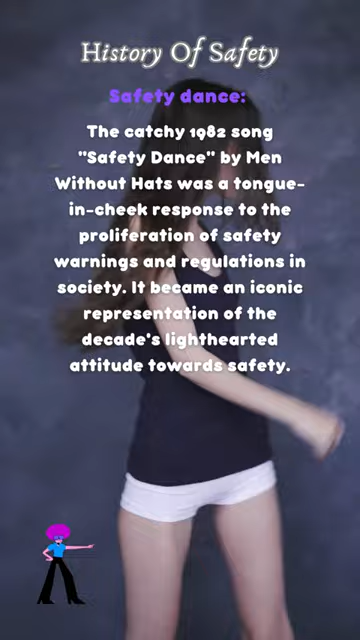 History Of Safety
Safety dance:
The catchy 1982 song
"Safety Dance" by Men
Without Hats was a tongue-
in-cheek response to the
proliferation of safety
warnings and regulations in
society. It became an iconic
representation of the
decade's lighthearted
attitude towards safety.